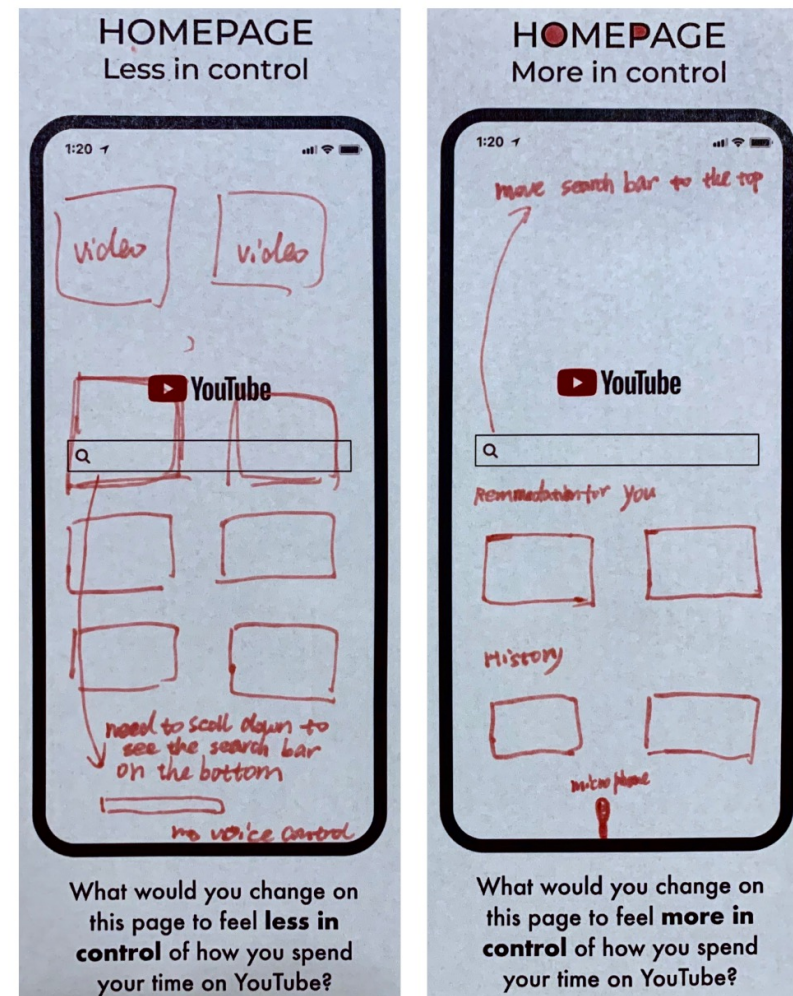 HOMEPAGE
Less in control
1:20
video
video
YouTube
need to scoll down to
see the search bar
on the bottom
no voice control
What would you change on
this page to feel less in
control of how you spend
your time on YouTube?
HOMEPAGE
More in control
1:20
move search bar to the top
YouTube
for you
History
microphone
What would you change on
this page to feel more in
control of how you spend
your time on YouTube?